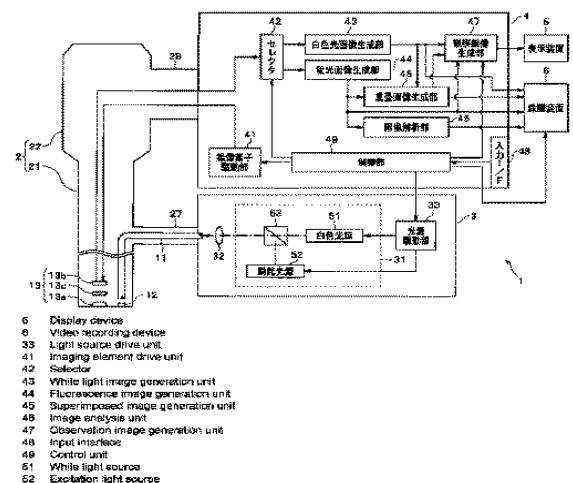 42
43
47
4
5
セレクタ
白色光画像生成部
観察画像生成部
表示装置
蛍光画像生成部
44
45
6
2B
重畳画像生成部
46
録画装置
画像解析部
41
49
22
2
21
撮像素子駆動部
制御部
入力I/F
48
27
53
51
33
3
白色光源
光源駆動部
11
32
52
励起光源
31
13b
13
13c
13a
12
1
5 Display device
6 Video recording device
33 Light source drive unit
41 Imaging element drive unit
42 Selector
43 White light image generation unit
44 Fluorescence image generation unit
45 Superimposed image generation unit
46 Image analysis unit
47 Observation image generation unit
48 Input interface
49 Control unit
51 White light source
52 Excitation light source